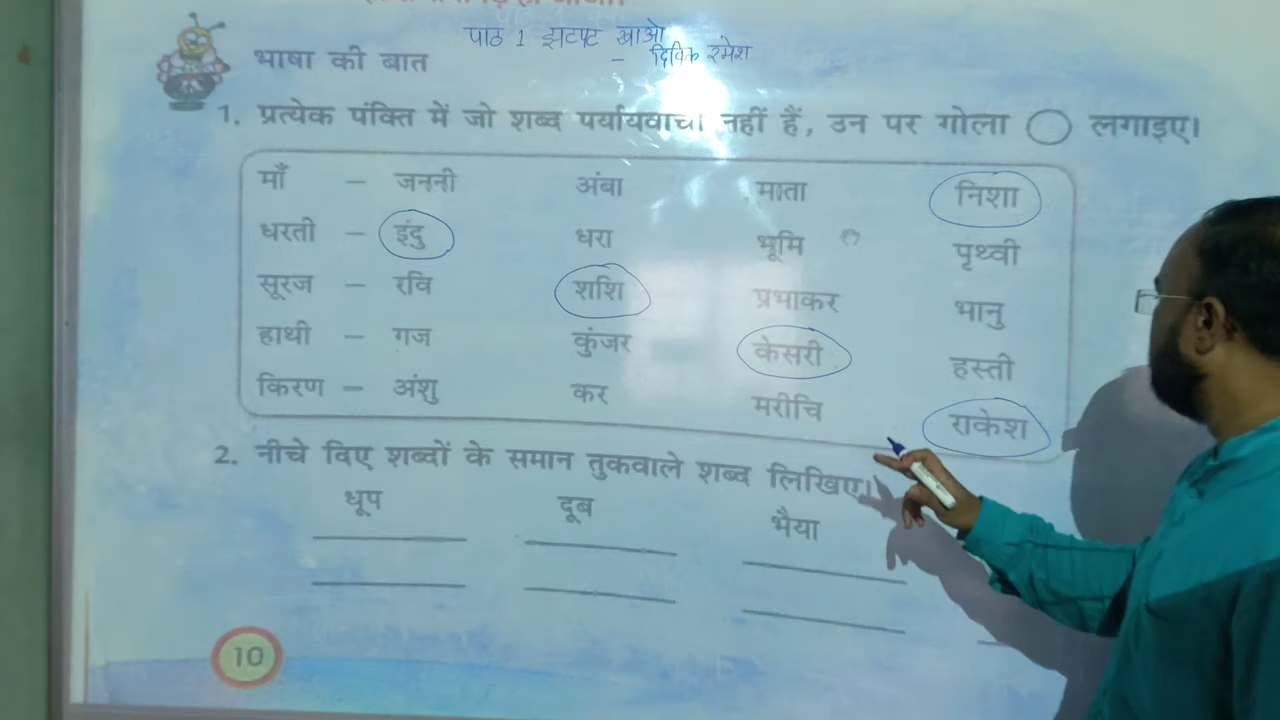 पाठ 1 झटपट खाओ
– दिविक रमेश
भाषा की बात
1. प्रत्येक पंक्ति में जो शब्द पर्यायवाची नहीं हैं, उन पर गोला लगाइए।
माँ – जननी अंबा माता निशा
धरती – इंदु धरा भूमि पृथ्वी
सूरज – रवि शशि प्रभाकर भानु
हाथी – गज कुंजर केसरी हस्ती
किरण – अंशु कर मरीचि राकेश
2. नीचे दिए शब्दों के समान तुकवाले शब्द लिखिए।
धूप दूब भैया
10